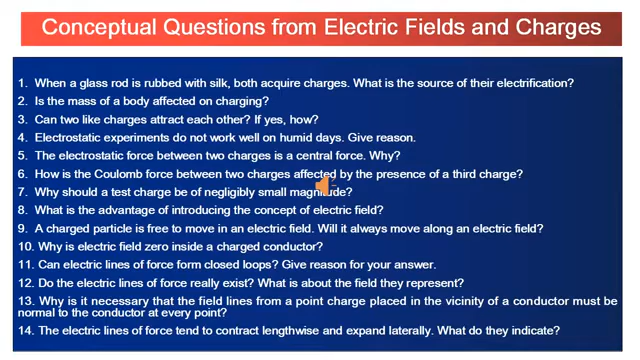 Conceptual Questions from Electric Fields and Charges
1. When a glass rod is rubbed with silk, both acquire charges. What is the source of their electrification?
2. Is the mass of a body affected on charging?
3. Can two like charges attract each other? If yes, how?
4. Electrostatic experiments do not work well on humid days. Give reason.
5. The electrostatic force between two charges is a central force. Why?
6. How is the Coulomb force between two charges affected by the presence of a third charge?
7. Why should a test charge be of negligibly small magnitude?
8. What is the advantage of introducing the concept of electric field?
9. A charged particle is free to move in an electric field. Will it always move along an electric field?
10. Why is electric field zero inside a charged conductor?
11. Can electric lines of force form closed loops? Give reason for your answer.
12. Do the electric lines of force really exist? What is about the field they represent?
13. Why is it necessary that the field lines from a point charge placed in the vicinity of a conductor must be
normal to the conductor at every point?
14. The electric lines of force tend to contract lengthwise and expand laterally. What do they indicate?